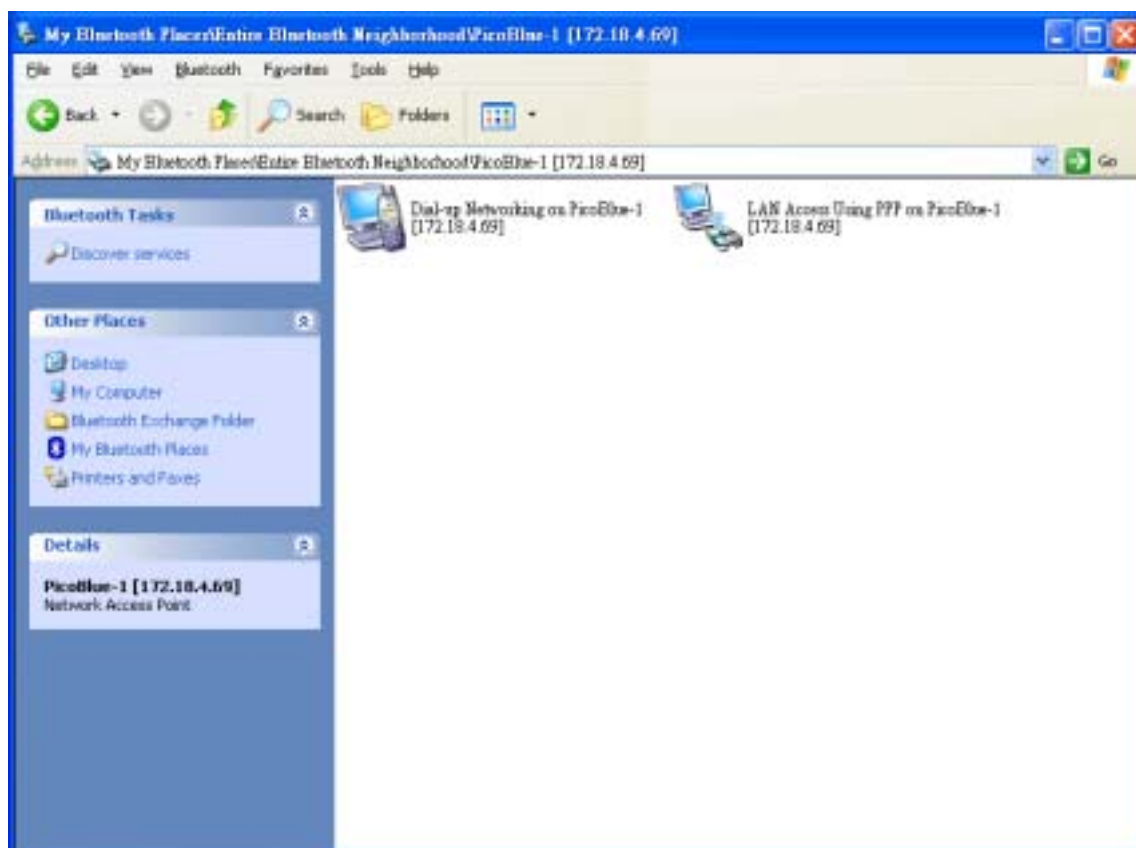 My Bluetooth Places\Entire Bluetooth Neighborhood\PicoBlue-1 [172.18.4.69]
File Edit View Bluetooth Favorites Tools Help
Back Search Folders
Address My Bluetooth Places\Entire Bluetooth Neighborhood\PicoBlue-1 [172.18.4.69] Go
Bluetooth Tasks
Discover services
Other Places
Desktop
My Computer
Bluetooth Exchange Folder
My Bluetooth Places
Printers and Faxes
Details
PicoBlue-1 [172.18.4.69]
Network Access Point
Dial-up Networking on PicoBlue-1
[172.18.4.69]
LAN Access Using PPP on PicoBlue-1
[172.18.4.69]